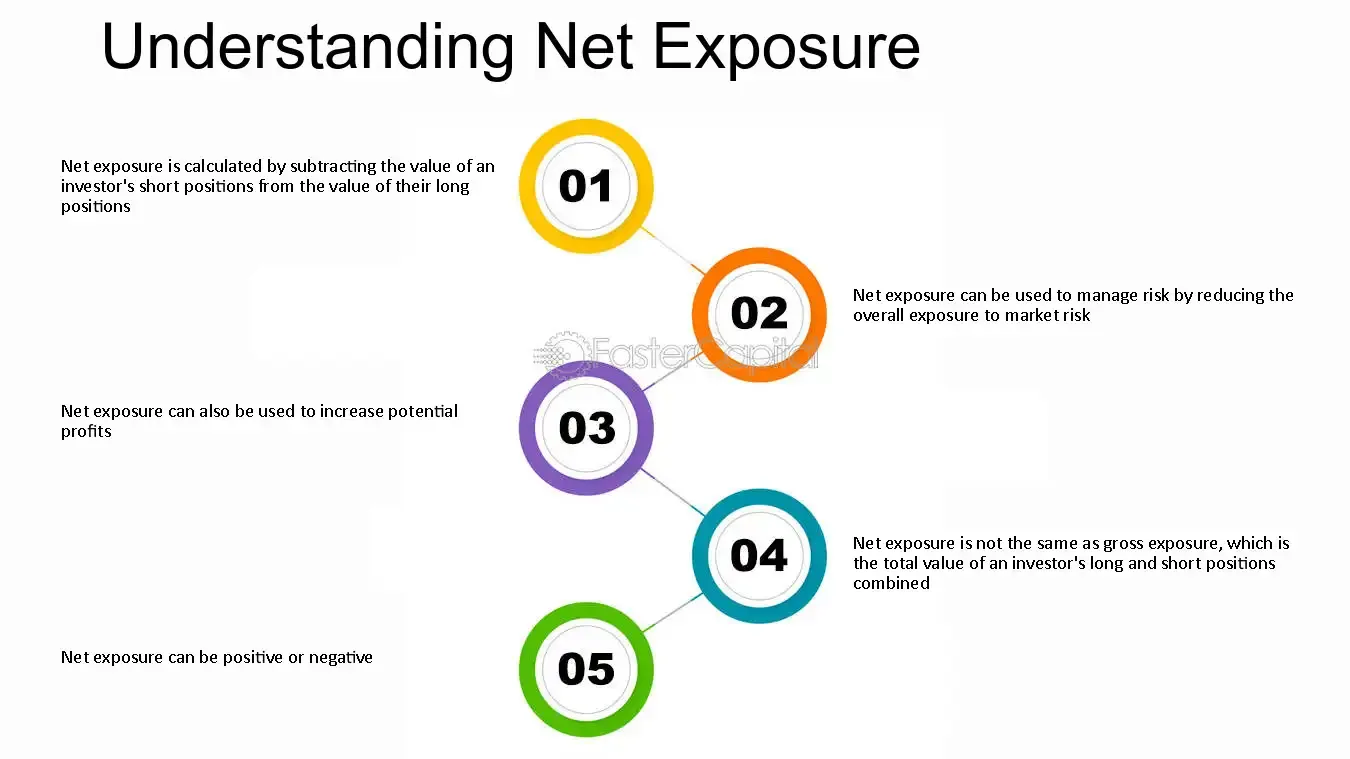 Understanding Net Exposure
Net exposure is calculated by subtracting the value of an
investor's short positions from the value of their long
positions
01
02
Net exposure can be used to manage risk by reducing the
overall exposure to market risk
FasterCapital
Net exposure can also be used to increase potential
profits
03
04
Net exposure is not the same as gross exposure, which is
the total value of an investor's long and short positions
combined
Net exposure can be positive or negative
05